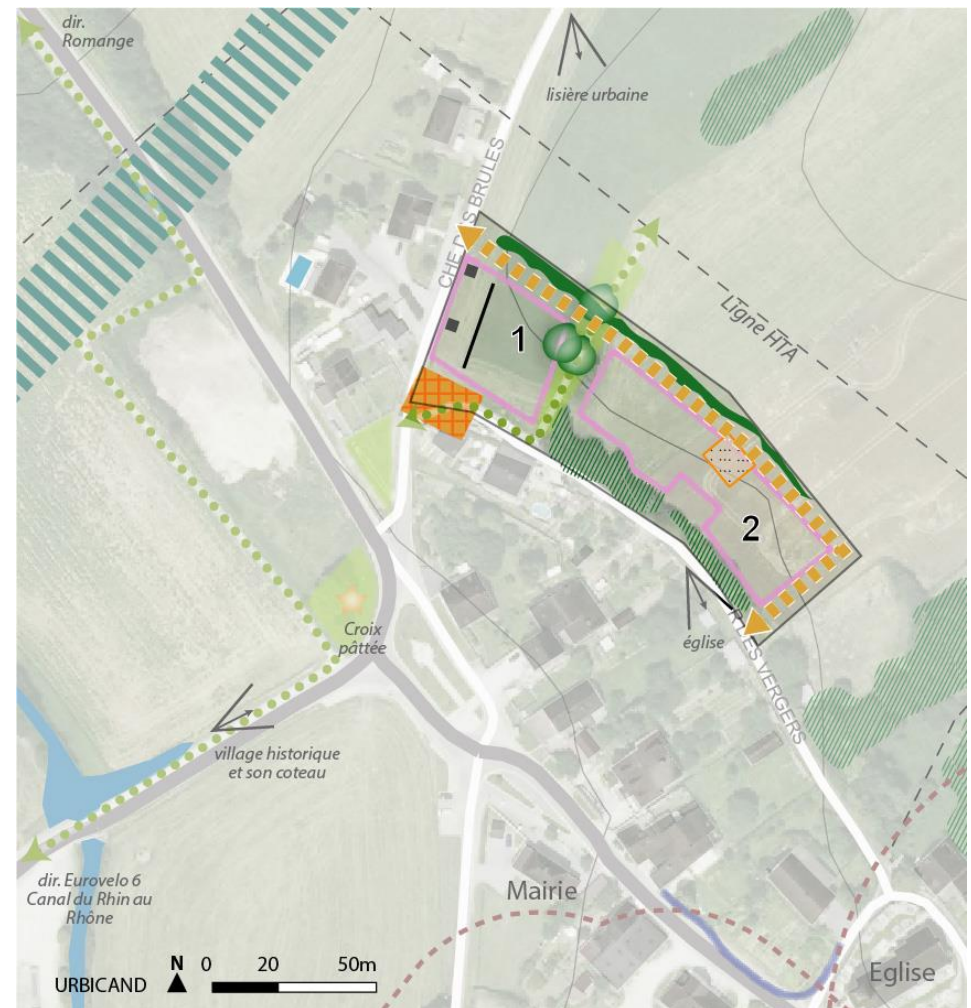 dir.
Romange
lisière urbaine
CHE DES BRULES
Ligne HTA
1
2
Croix
pâttée
église
R LES VERGERS
village historique
et son coteau
dir. Eurovelo 6
Canal du Rhin au
Rhône
Mairie
Eglise
URBICAND
N 0 20 50m